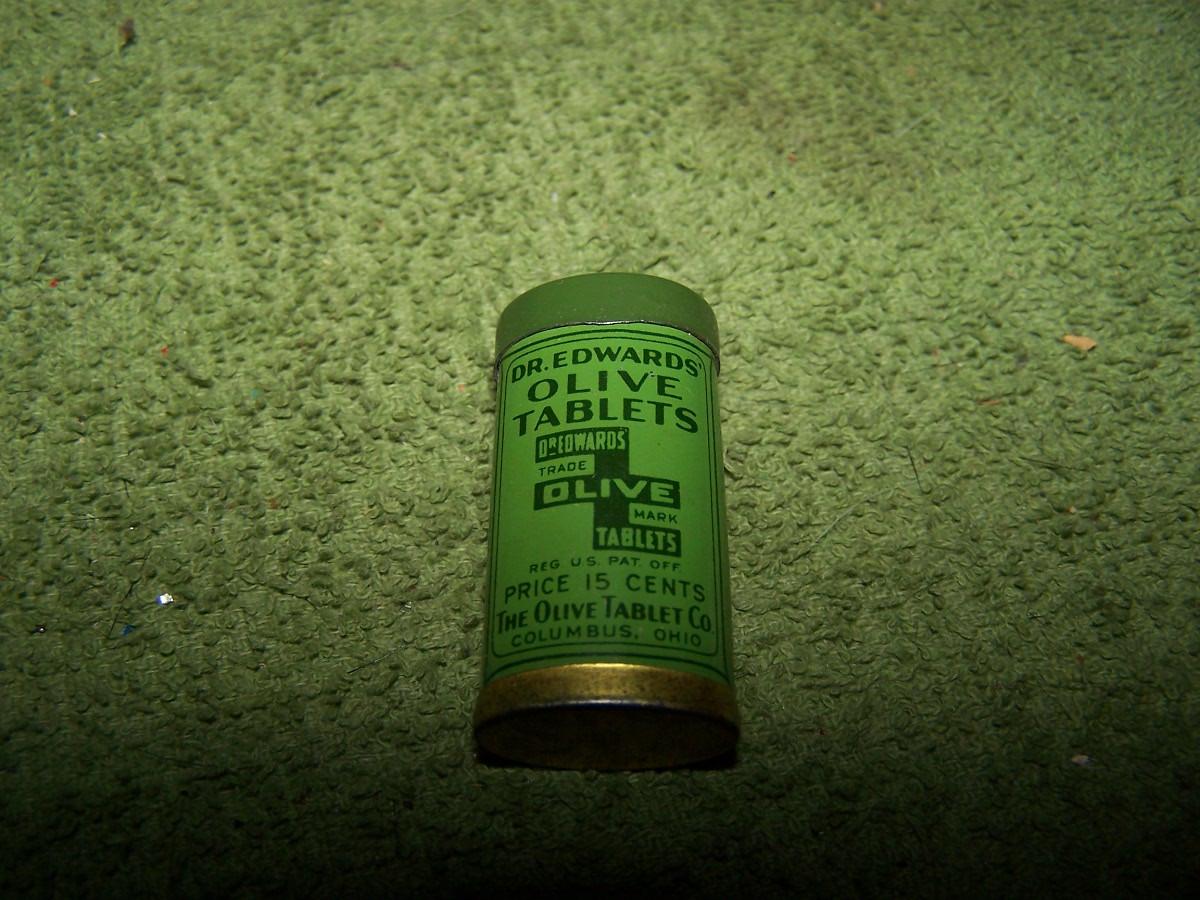 DR. EDWARDS'
OLIVE
TABLETS
DR EDWARDS'
TRADE
OLIVE
MARK
TABLETS
REG. U.S. PAT. OFF.
PRICE 15 CENTS
THE OLIVE TABLET CO.
COLUMBUS, OHIO